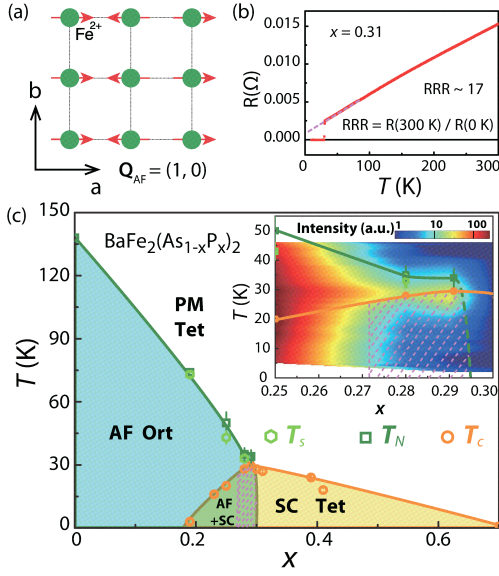 (a)
Fe2+
b
a
Q_AF = (1, 0)
(b)
x = 0.31
0.015
0.010
0.005
0.000
R(Ω)
RRR ~ 17
RRR = R(300 K) / R(0 K)
0 100 200 300
T (K)
(c)
150
120
90
60
30
0
T (K)
BaFe2(As1-xPx)2
PM
Tet
AF Ort
AF
+SC
SC Tet
Ts TN Tc
0.0 0.2 0.4 0.6
x
Intensity (a.u.) 1 10 100
50
40
30
20
10
0
T (K)
0.25 0.26 0.27 0.28 0.29 0.30
x